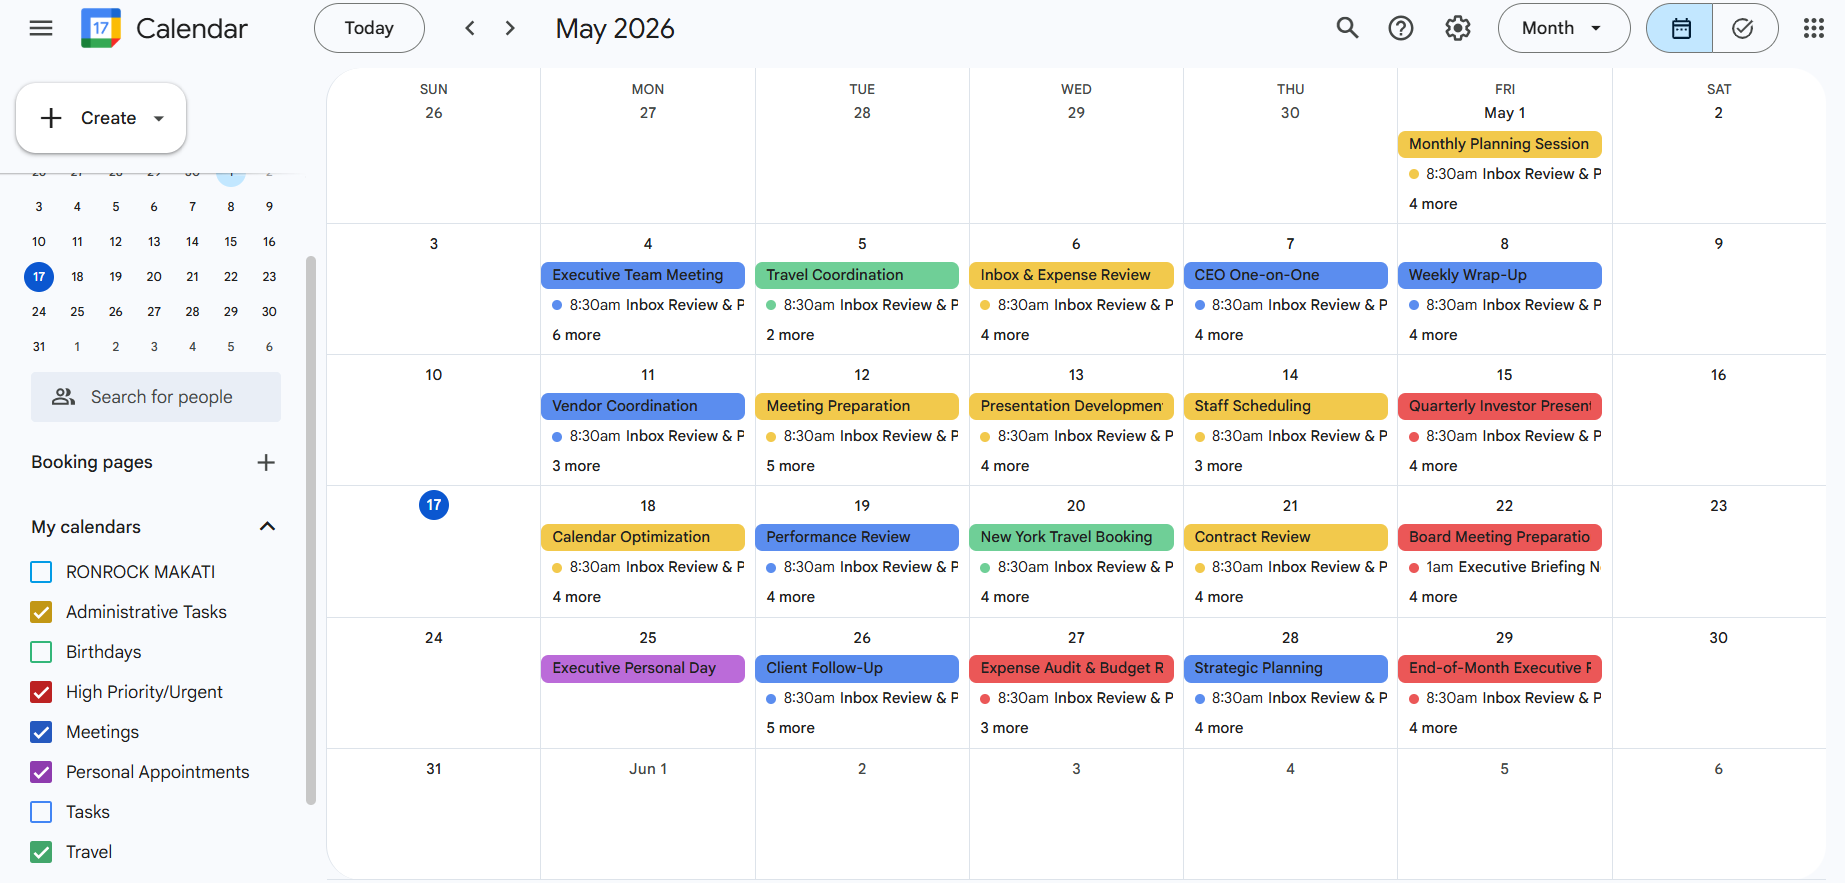 17 Calendar Today May 2026 Month
Create
26 27 28 29 30 1 2
3 4 5 6 7 8 9
10 11 12 13 14 15 16
17 18 19 20 21 22 23
24 25 26 27 28 29 30
31 1 2 3 4 5 6
Search for people
Booking pages
My calendars
RONROCK MAKATI
Administrative Tasks
Birthdays
High Priority/Urgent
Meetings
Personal Appointments
Tasks
Travel
SUN MON TUE WED THU FRI SAT
26 27 28 29 30 May 1 2
Monthly Planning Session
8:30am Inbox Review & P
4 more
3 4 5 6 7 8 9
Executive Team Meeting Travel Coordination Inbox & Expense Review CEO One-on-One Weekly Wrap-Up
8:30am Inbox Review & P 8:30am Inbox Review & P 8:30am Inbox Review & P 8:30am Inbox Review & P 8:30am Inbox Review & P
6 more 2 more 4 more 4 more 4 more
10 11 12 13 14 15 16
Vendor Coordination Meeting Preparation Presentation Developmen Staff Scheduling Quarterly Investor Present
8:30am Inbox Review & P 8:30am Inbox Review & P 8:30am Inbox Review & P 8:30am Inbox Review & P 8:30am Inbox Review & P
3 more 5 more 4 more 3 more 4 more
17 18 19 20 21 22 23
Calendar Optimization Performance Review New York Travel Booking Contract Review Board Meeting Preparatio
8:30am Inbox Review & P 8:30am Inbox Review & P 8:30am Inbox Review & P 8:30am Inbox Review & P 1am Executive Briefing N
4 more 4 more 4 more 4 more 4 more
24 25 26 27 28 29 30
Executive Personal Day Client Follow-Up Expense Audit & Budget R Strategic Planning End-of-Month Executive R
8:30am Inbox Review & P 8:30am Inbox Review & P 8:30am Inbox Review & P 8:30am Inbox Review & P
5 more 3 more 4 more 4 more
31 Jun 1 2 3 4 5 6